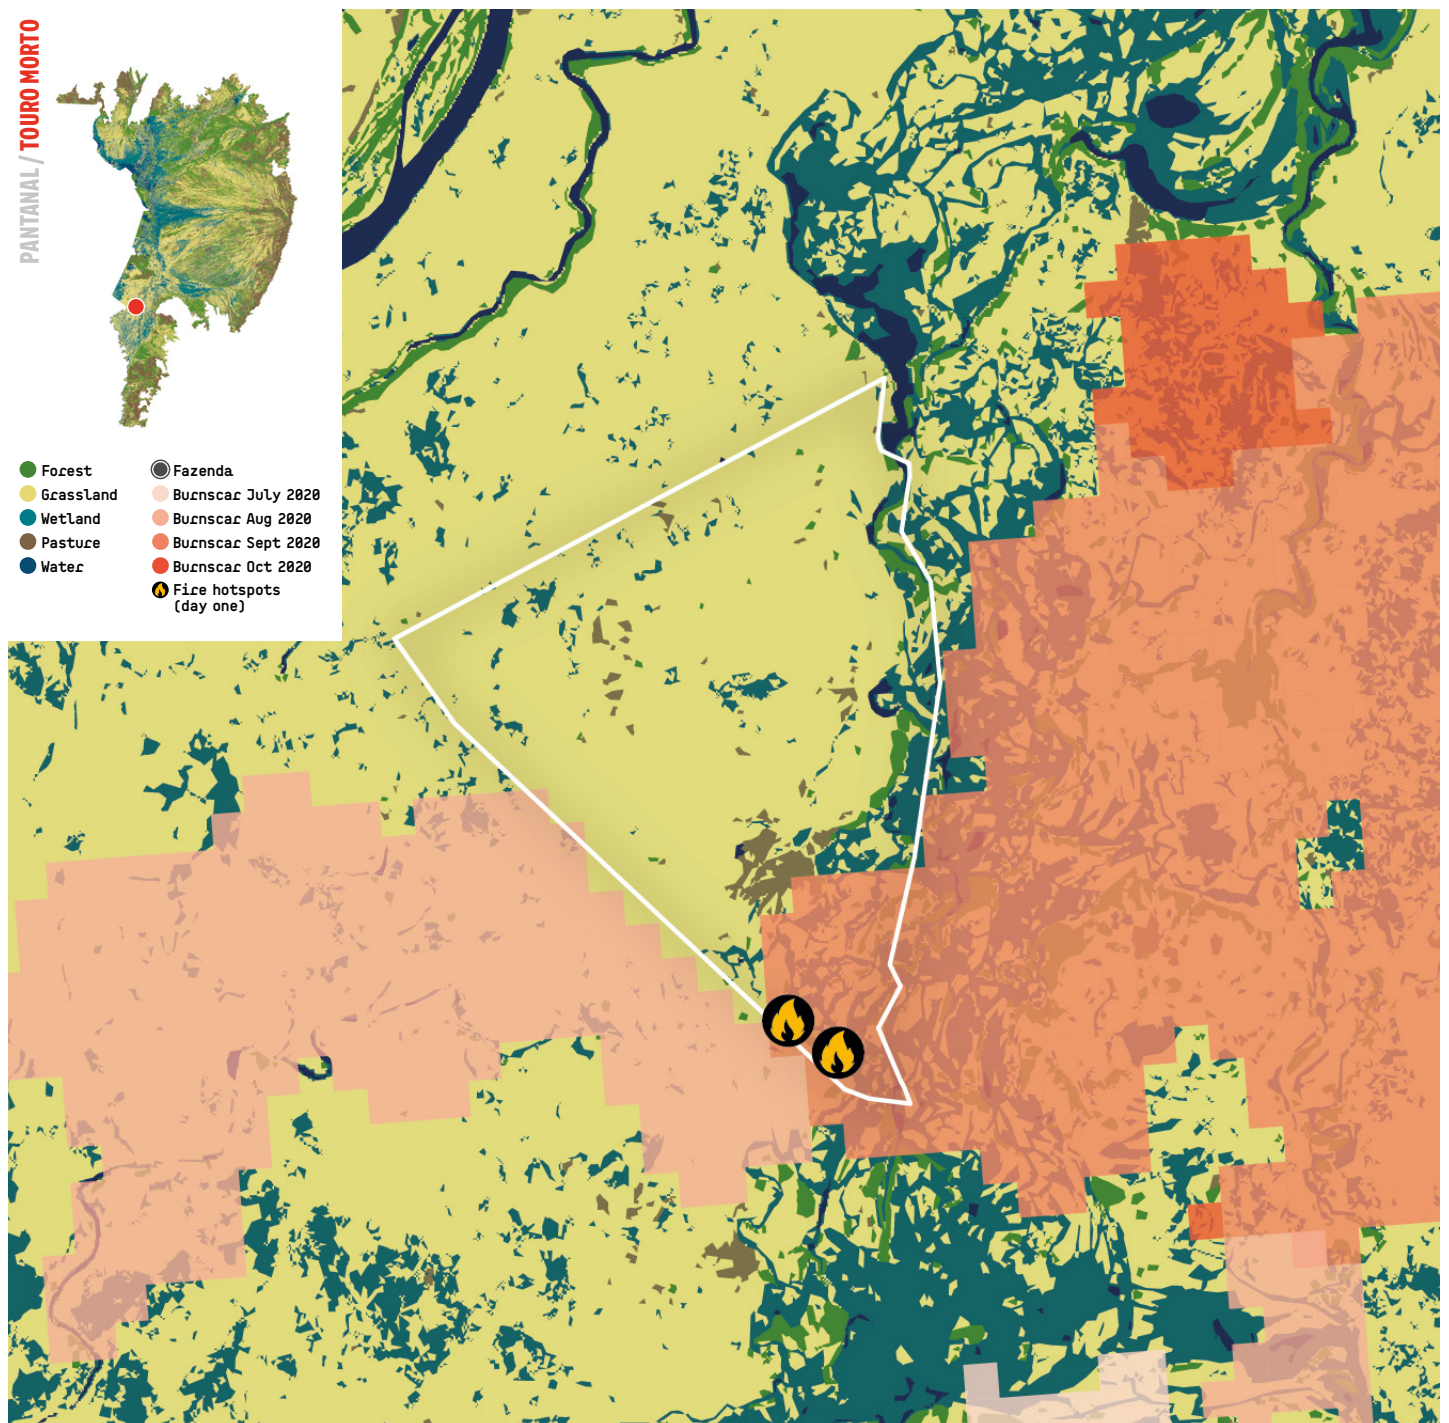 PANTANAL / TOURO MORTO
Forest
Grassland
Wetland
Pasture
Water
Fazenda
Burnscar July 2020
Burnscar Aug 2020
Burnscar Sept 2020
Burnscar Oct 2020
Fire hotspots
(day one)